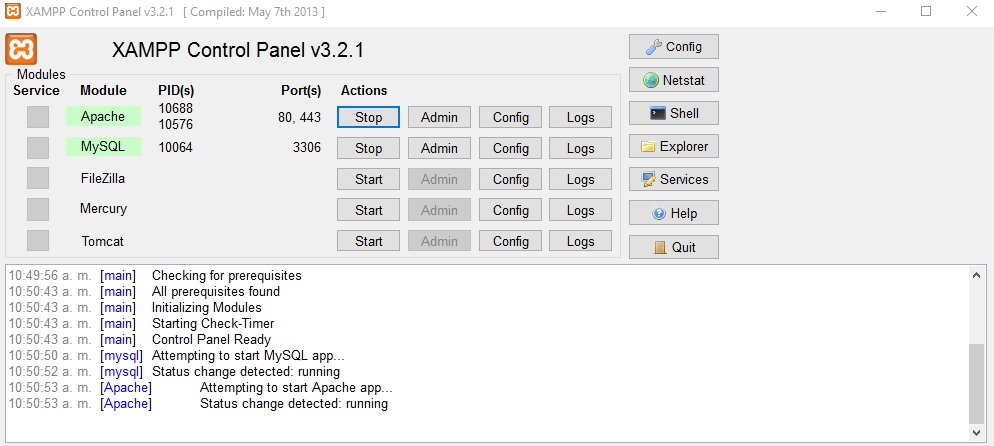 XAMPP Control Panel v3.2.1 [ Compiled: May 7th 2013 ]
XAMPP Control Panel v3.2.1
Config
Modules
Service Module PID(s) Port(s) Actions
Netstat
Apache 10688 10576 80, 443 Stop Admin Config Logs
Shell
MySQL 10064 3306 Stop Admin Config Logs
Explorer
FileZilla Start Admin Config Logs
Services
Mercury Start Admin Config Logs
Help
Tomcat Start Admin Config Logs
Quit
10:49:56 a. m. [main] Checking for prerequisites
10:50:43 a. m. [main] All prerequisites found
10:50:43 a. m. [main] Initializing Modules
10:50:43 a. m. [main] Starting Check-Timer
10:50:43 a. m. [main] Control Panel Ready
10:50:50 a. m. [mysql] Attempting to start MySQL app...
10:50:52 a. m. [mysql] Status change detected: running
10:50:53 a. m. [Apache] Attempting to start Apache app...
10:50:53 a. m. [Apache] Status change detected: running